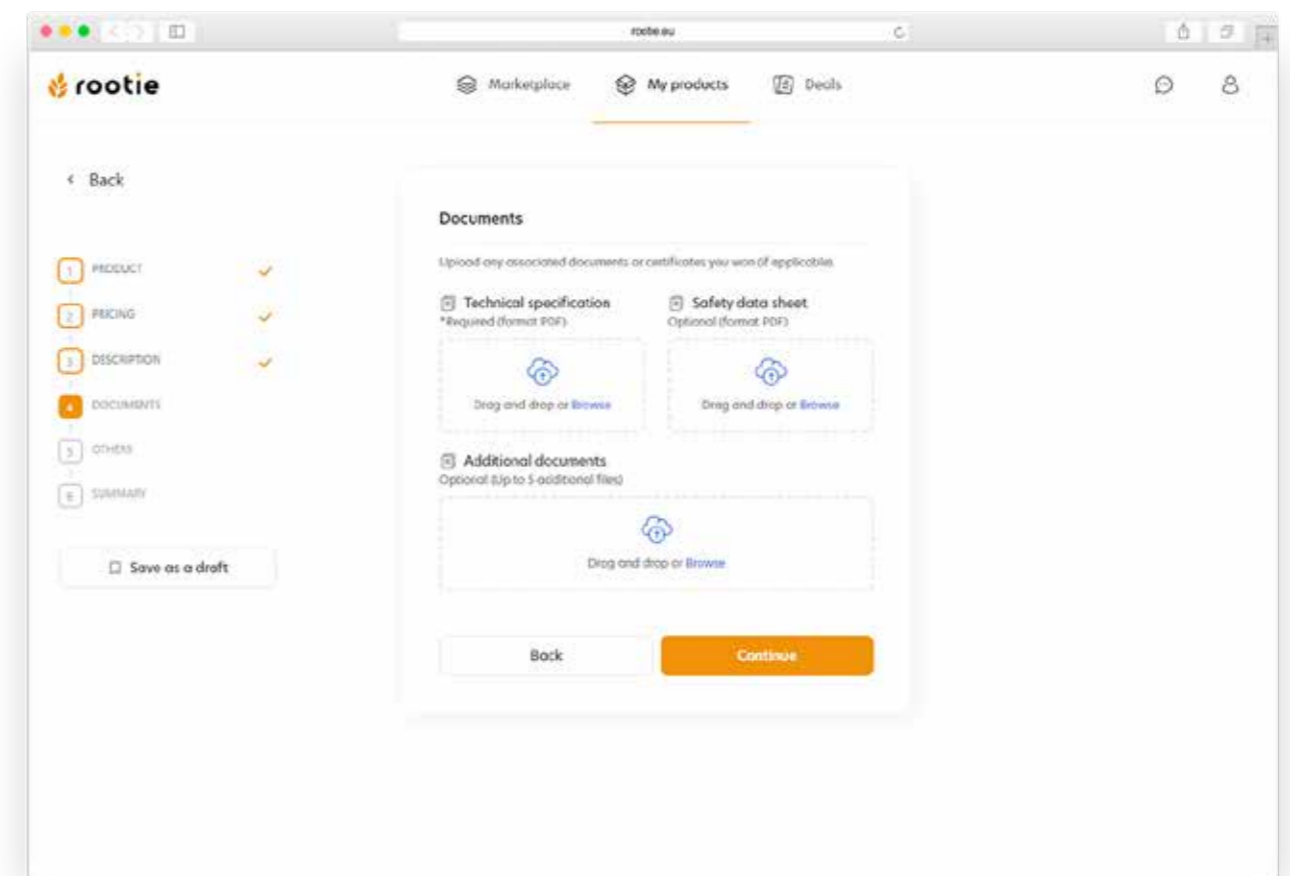 rootie.eu
rootie
Marketplace
My products
Deals
Back
1 PRODUCT
2 PRICING
3 DESCRIPTION
4 DOCUMENTS
5 OTHERS
6 SUMMARY
Save as a draft
Documents
Upload any associated documents or certificates you won (if applicable).
Technical specification
*Required (format PDF)
Drag and drop or Browse
Safety data sheet
Optional (format PDF)
Drag and drop or Browse
Additional documents
Optional (Up to 5 additional files)
Drag and drop or Browse
Back
Continue